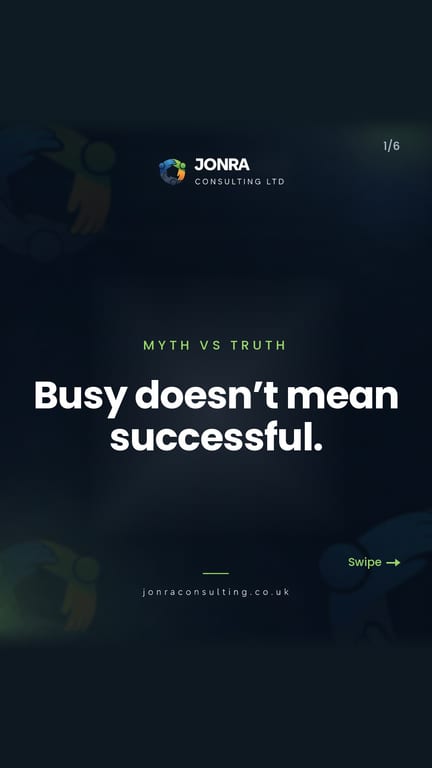 1/6
JONRA
CONSULTING LTD
MYTH VS TRUTH
Busy doesn’t mean
successful.
Swipe →
jonraconsulting.co.uk